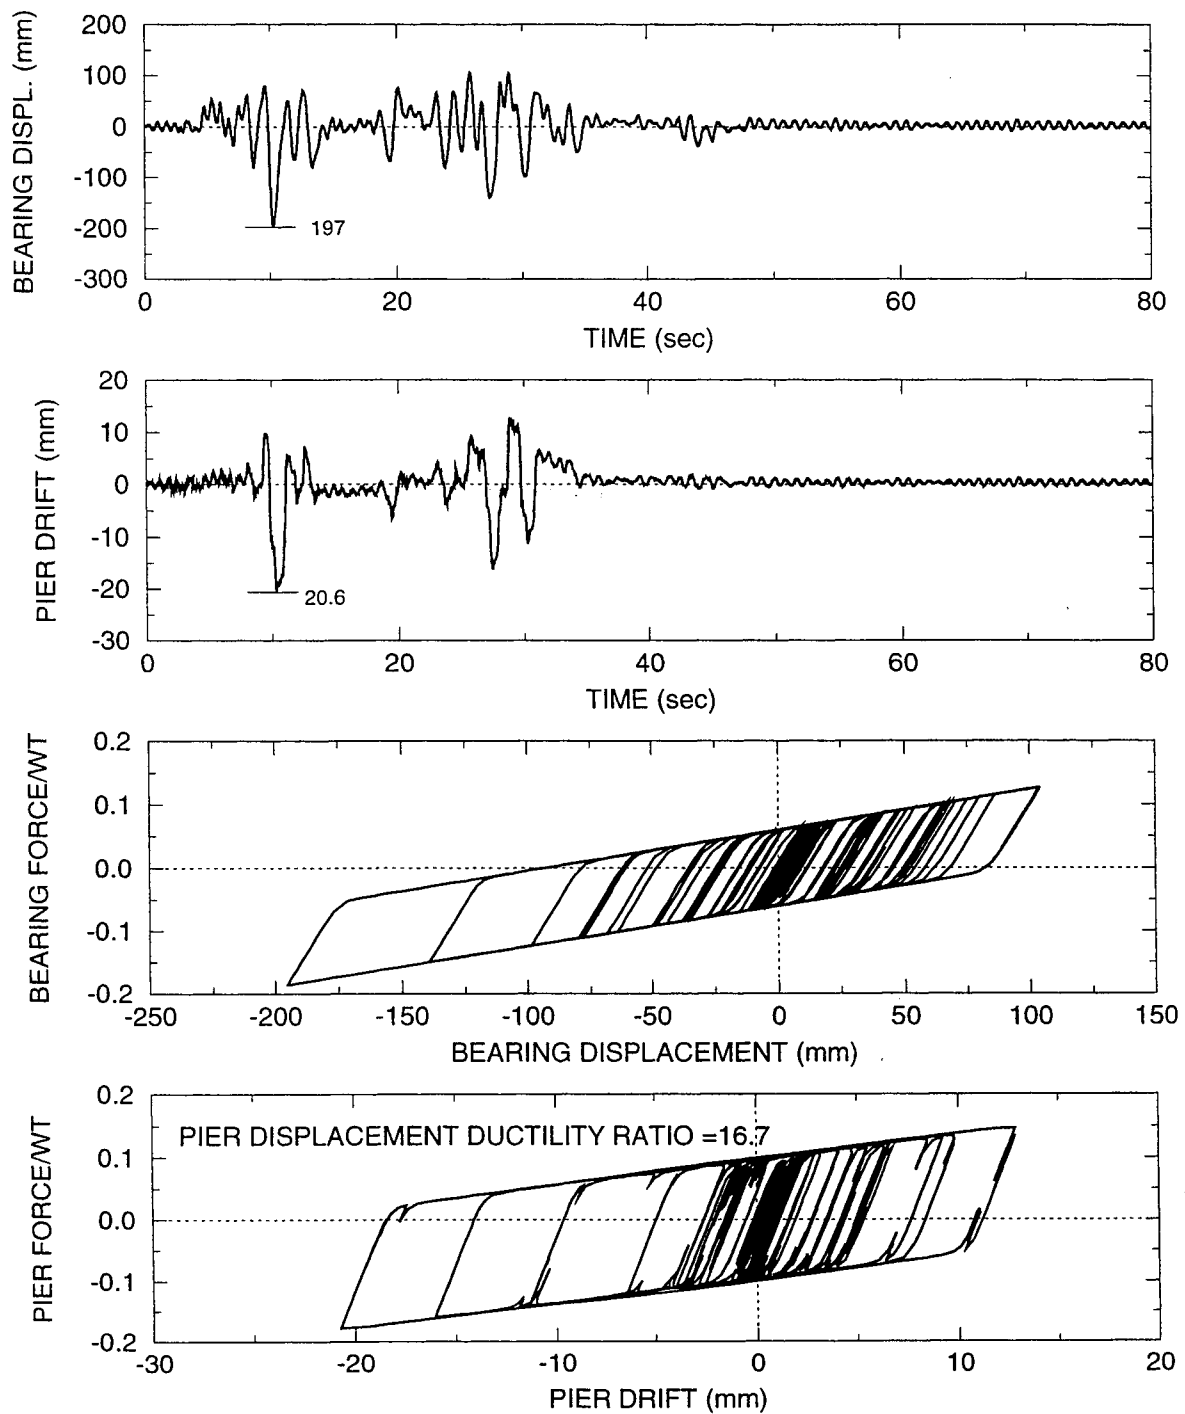 BEARING DISPL. (mm)
200
100
0
-100
-200
-300
197
0 20 40 60 80
TIME (sec)
PIER DRIFT (mm)
20
10
0
-10
-20
-30
20.6
0 20 40 60 80
TIME (sec)
BEARING FORCE/WT
0.2
0.1
0.0
-0.1
-0.2
-250 -200 -150 -100 -50 0 50 100 150
BEARING DISPLACEMENT (mm)
PIER FORCE/WT
0.2
PIER DISPLACEMENT DUCTILITY RATIO =16.7
0.1
0.0
-0.1
-0.2
-30 -20 -10 0 10 20
PIER DRIFT (mm)